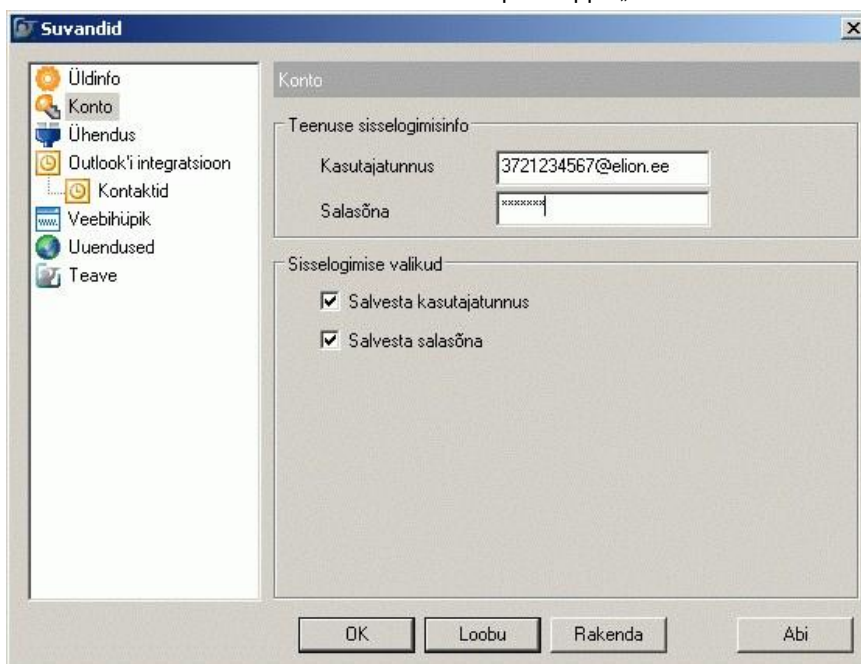 Suvandid
Üldinfo
Konto
Ühendus
Outlook'i integratsioon
Kontaktid
Veebihüpik
Uuendused
Teave
Konto
Teenuse sisselogimisinfo
Kasutajatunnus 3721234567@elion.ee
Salasõna xxxxxxx
Sisselogimise valikud
Salvesta kasutajatunnus
Salvesta salasõna
OK Loobu Rakenda Abi